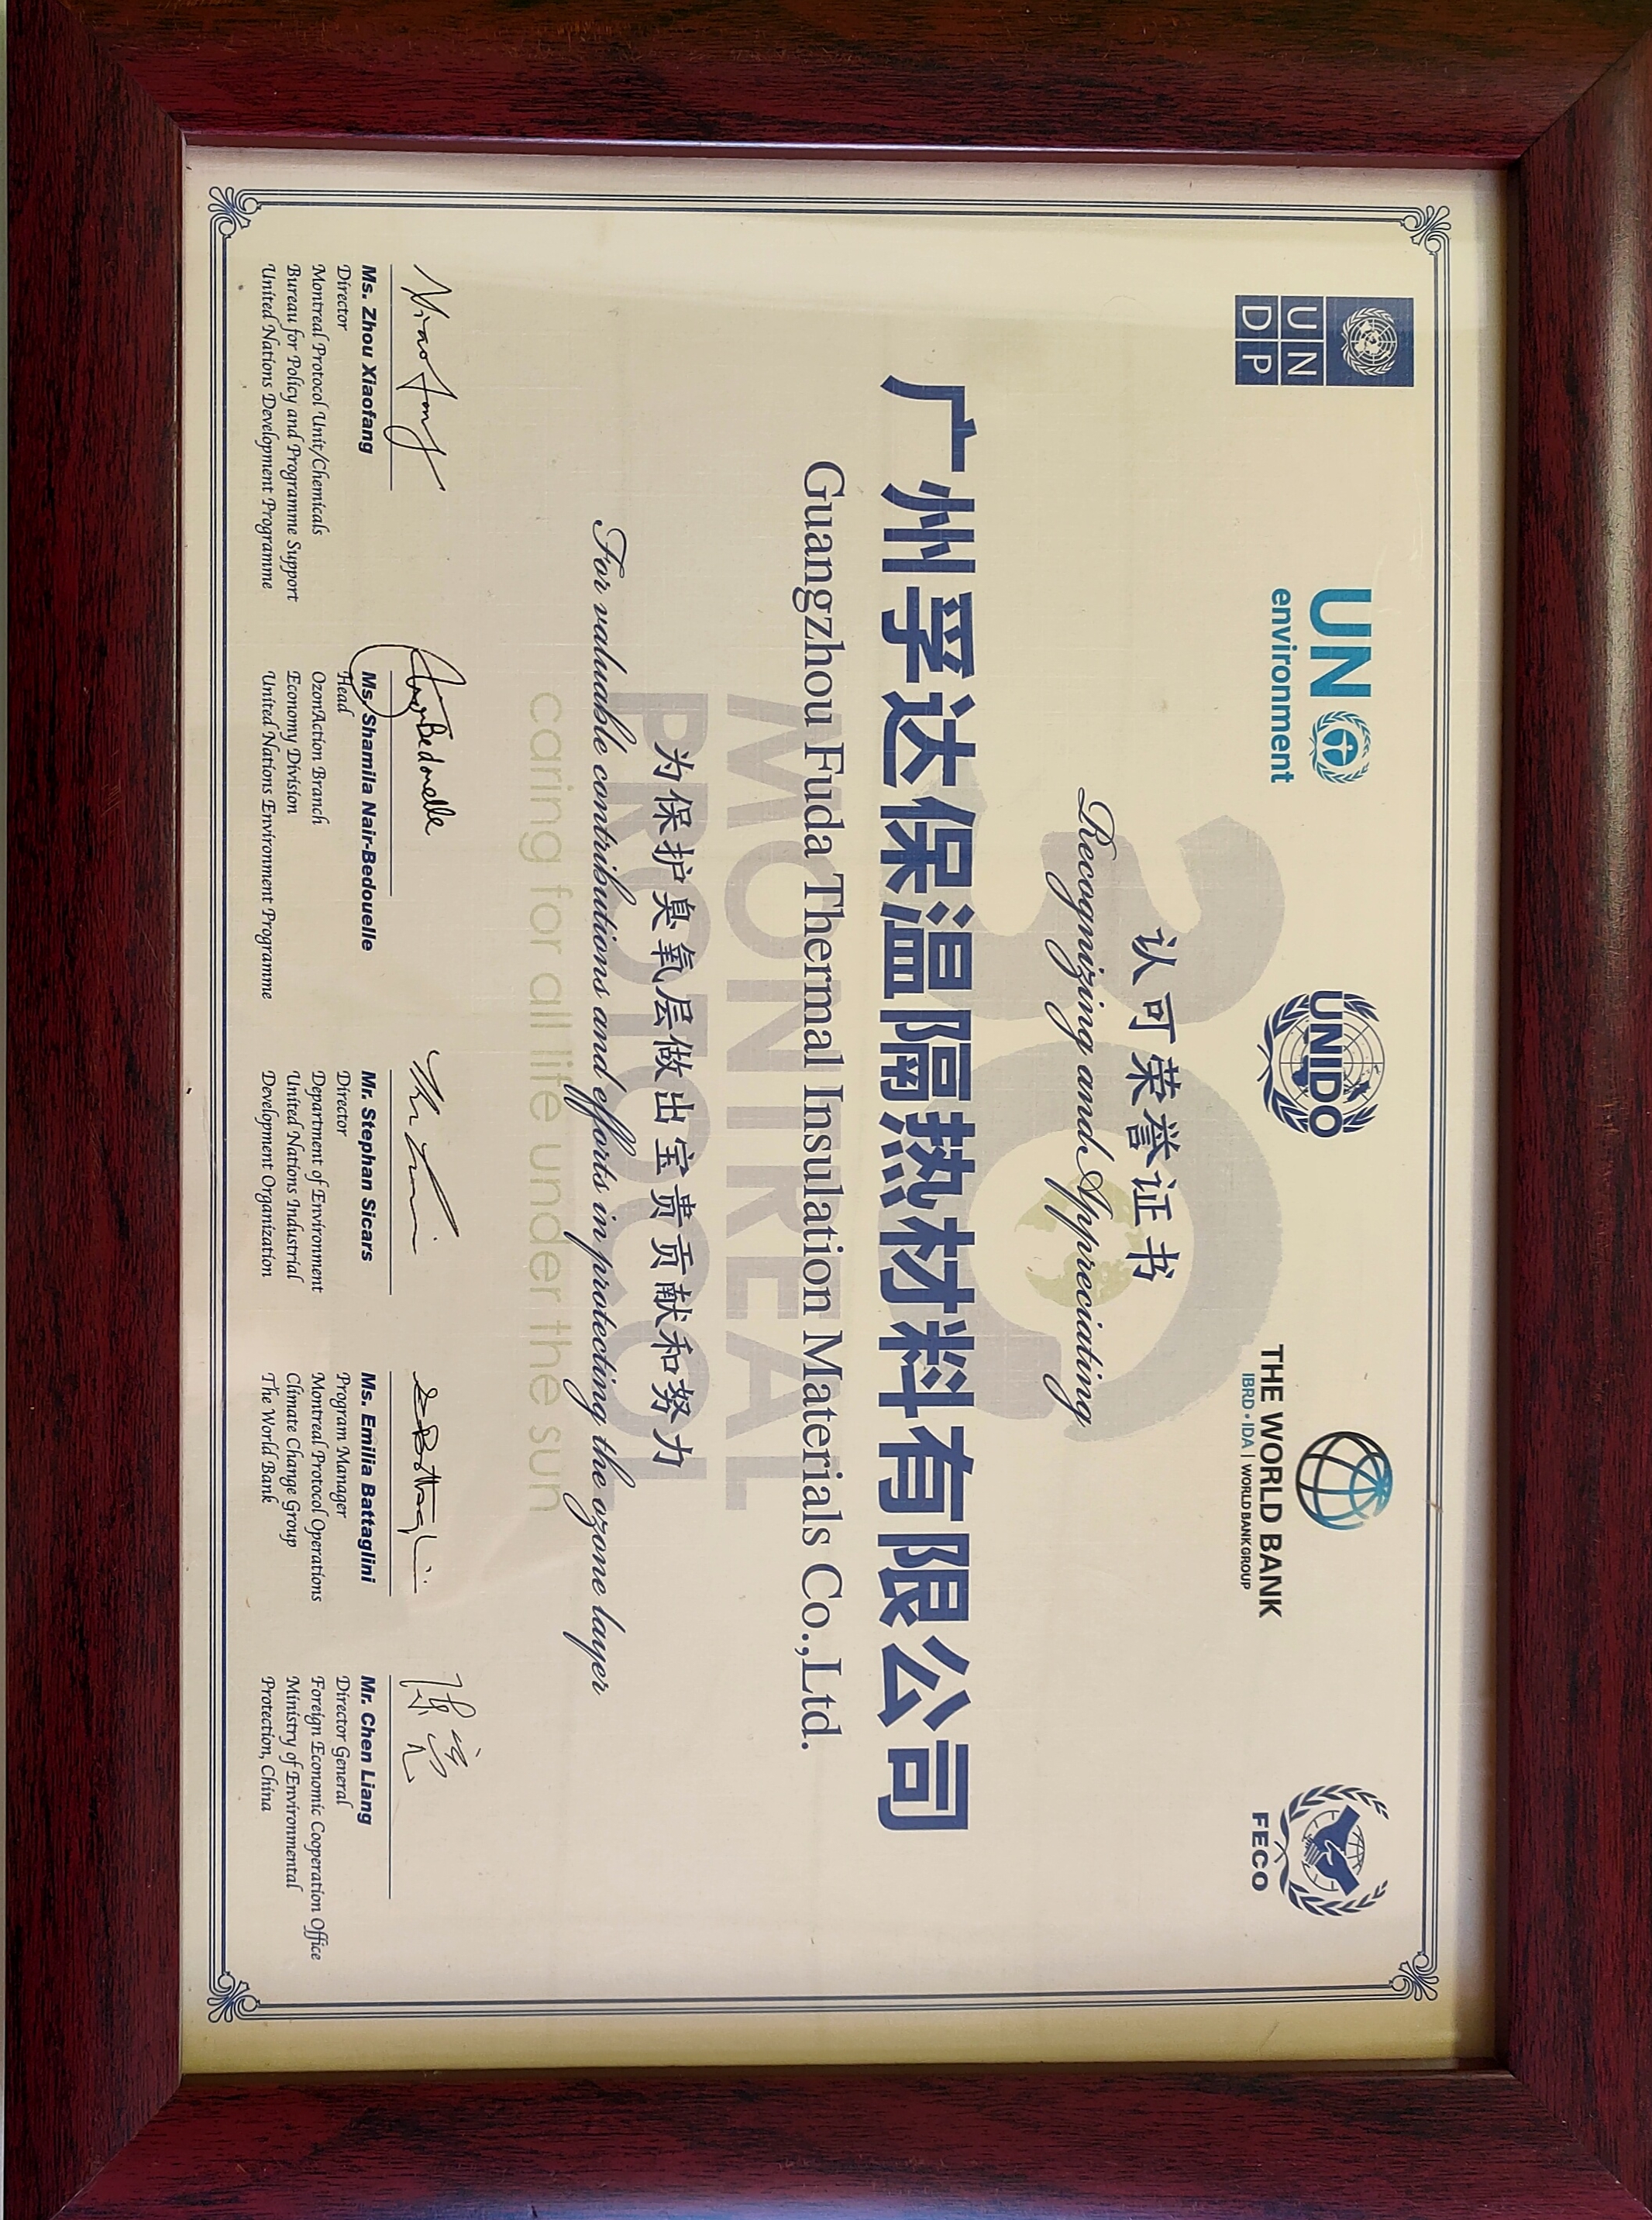 UN
DP
UN
environment
UNIDO
THE WORLD BANK
IBRD • IDA | WORLD BANK GROUP
FECO
认可荣誉证书
Recognizing and Appreciating
30
广州孚达保温隔热材料有限公司
Guangzhou Fuda Thermal Insulation Materials Co.,Ltd.
MONTREAL
PROTOCOL
为保护臭氧层做出宝贵贡献和努力
For valuable contributions and efforts in protecting the ozone layer
caring for all life under the sun
Ms. Zhou Xiaofang
Director
Montreal Protocol Unit/Chemicals
Bureau for Policy and Programme Support
United Nations Development Programme
Ms. Shamila Nair-Bedouelle
Head
OzonAction Branch
Economy Division
United Nations Environment Programme
Mr. Stephan Sicars
Director
Department of Environment
United Nations Industrial
Development Organization
Ms. Emilia Battaglini
Program Manager
Montreal Protocol Operations
Climate Change Group
The World Bank
Mr. Chen Liang
Director General
Foreign Economic Cooperation Office
Ministry of Environmental
Protection, China